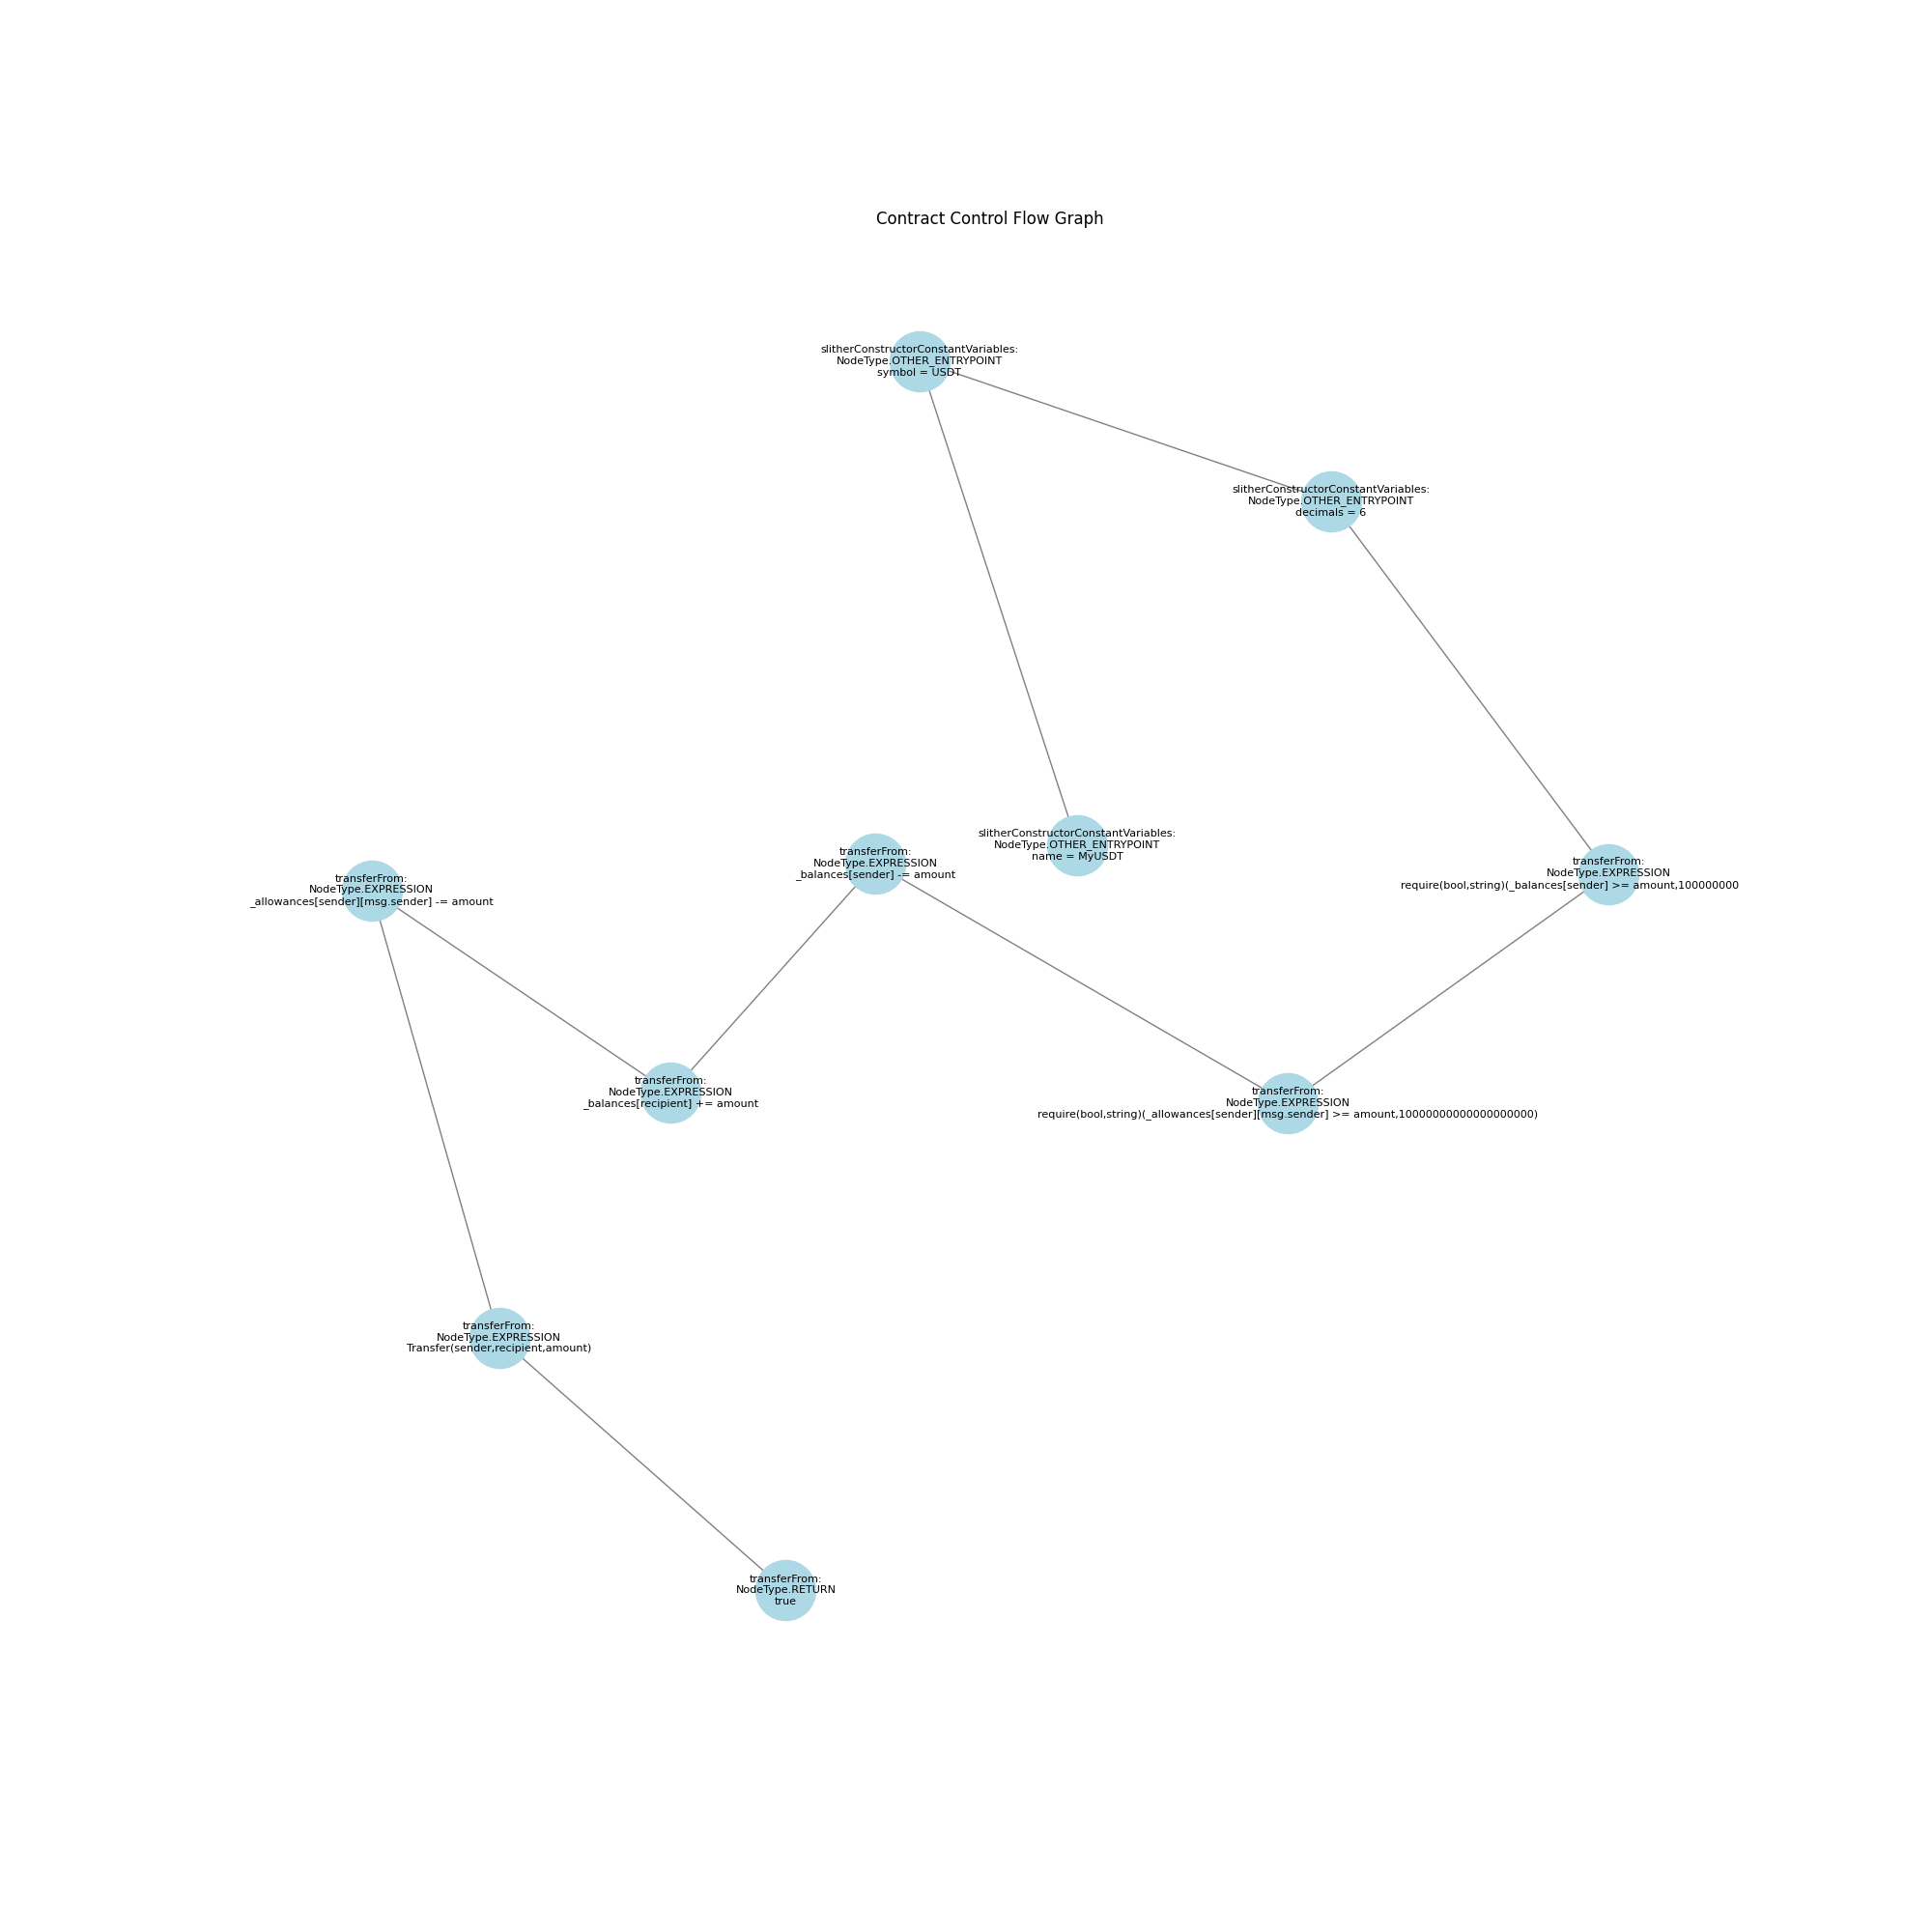 Contract Control Flow Graph
slitherConstructorConstantVariables:
NodeType.OTHER_ENTRYPOINT
symbol = USDT
slitherConstructorConstantVariables:
NodeType.OTHER_ENTRYPOINT
decimals = 6
slitherConstructorConstantVariables:
NodeType.OTHER_ENTRYPOINT
name = MyUSDT
transferFrom:
NodeType.EXPRESSION
_balances[sender] -= amount
transferFrom:
NodeType.EXPRESSION
require(bool,string)(_balances[sender] >= amount,100000000
transferFrom:
NodeType.EXPRESSION
_allowances[sender][msg.sender] -= amount
transferFrom:
NodeType.EXPRESSION
_balances[recipient] += amount
transferFrom:
NodeType.EXPRESSION
require(bool,string)(_allowances[sender][msg.sender] >= amount,10000000000000000000)
transferFrom:
NodeType.EXPRESSION
Transfer(sender,recipient,amount)
transferFrom:
NodeType.RETURN
true